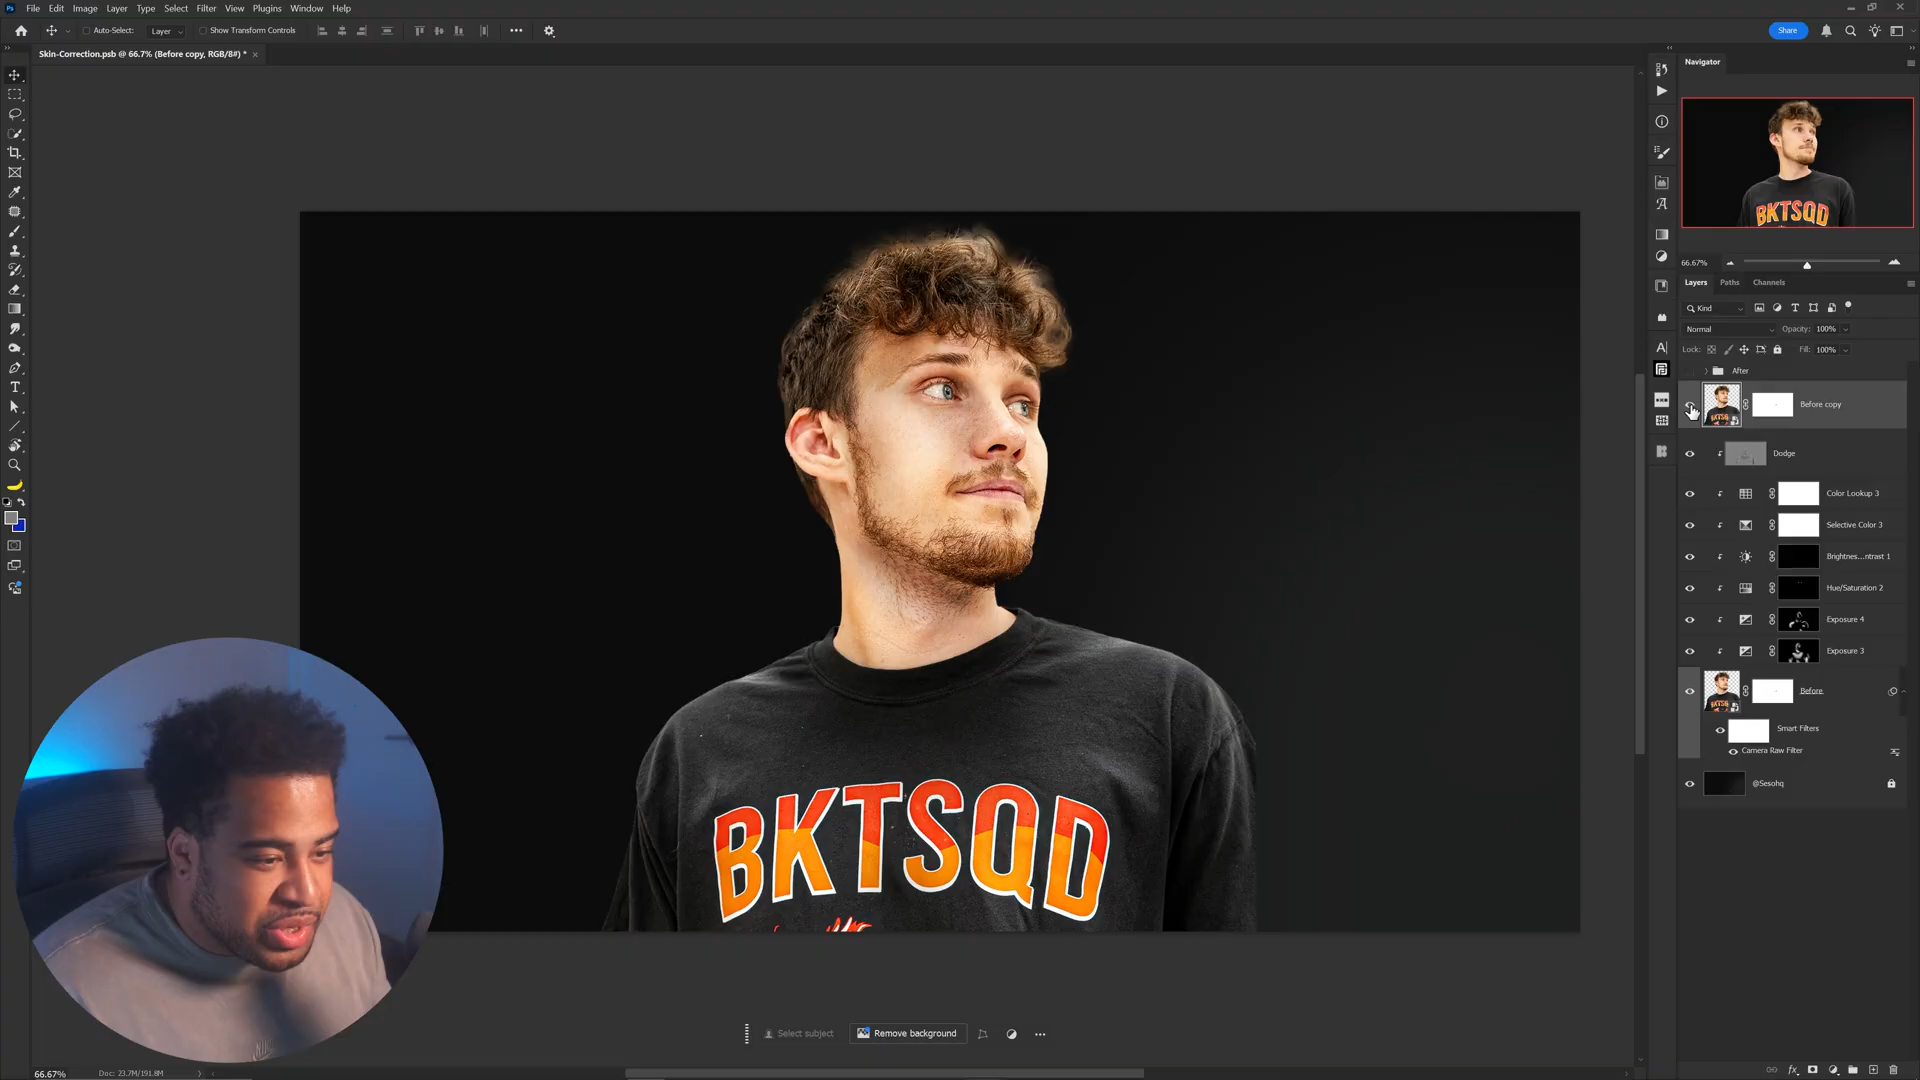 Ps File Edit Image Layer Type Select Filter View Plugins Window Help
Auto-Select: Layer Show Transform Controls
Share
Skin-Correction.psb @ 66.7% (Before copy, RGB/8#) *
Navigator
66.67%
Layers Paths Channels
Kind
Normal Opacity: 100%
Lock: Fill: 100%
After
Before copy
Dodge
Color Lookup 3
Selective Color 3
Brightnes...ntrast 1
Hue/Saturation 2
Exposure 4
Exposure 3
Before
Smart Filters
Camera Raw Filter
@Sesohq
BKTSQD
Select subject Remove background
66.67% Doc: 23.7M/191.8M
fx